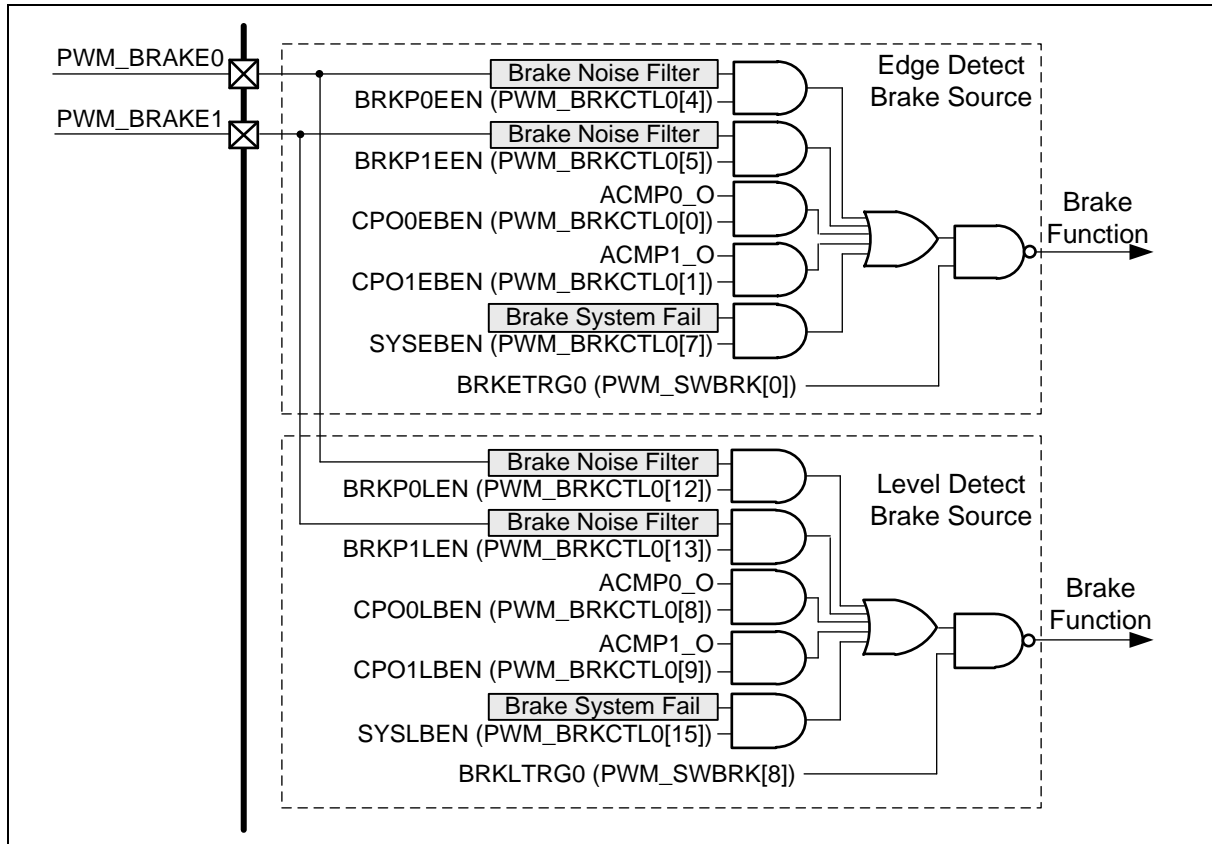 PWM_BRAKE0
PWM_BRAKE1
Edge Detect
Brake Source
Brake Noise Filter
BRKP0EEN (PWM_BRKCTL0[4])
Brake Noise Filter
BRKP1EEN (PWM_BRKCTL0[5])
ACMP0_O
CPO0EBEN (PWM_BRKCTL0[0])
ACMP1_O
CPO1EBEN (PWM_BRKCTL0[1])
Brake System Fail
SYSEBEN (PWM_BRKCTL0[7])
BRKETRG0 (PWM_SWBRK[0])
Brake
Function
Level Detect
Brake Source
Brake Noise Filter
BRKP0LEN (PWM_BRKCTL0[12])
Brake Noise Filter
BRKP1LEN (PWM_BRKCTL0[13])
ACMP0_O
CPO0LBEN (PWM_BRKCTL0[8])
ACMP1_O
CPO1LBEN (PWM_BRKCTL0[9])
Brake System Fail
SYSLBEN (PWM_BRKCTL0[15])
BRKLTRG0 (PWM_SWBRK[8])
Brake
Function